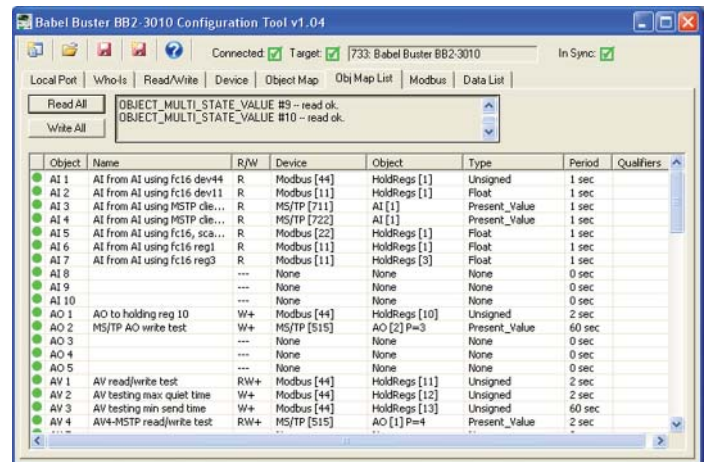 Babel Buster BB2-3010 Configuration Tool v1.04
Connected: Target: 733: Babel Buster BB2-3010 In Sync:
Local Port Who-Is Read/Write Device Object Map Obj Map List Modbus Data List
Read All
Write All
OBJECT_MULTI_STATE_VALUE #9 -- read ok.
OBJECT_MULTI_STATE_VALUE #10 -- read ok.
Object Name R/W Device Object Type Period Qualifiers
AI 1 AI from AI using fc16 dev44 R Modbus [44] HoldRegs [1] Unsigned 1 sec
AI 2 AI from AI using fc16 dev11 R Modbus [11] HoldRegs [1] Float 1 sec
AI 3 AI from AI using MSTP clie... R MS/TP [711] AI [1] Present_Value 1 sec
AI 4 AI from AI using MSTP clie... R MS/TP [722] AI [1] Present_Value 1 sec
AI 5 AI from AI using fc16, sca... R Modbus [22] HoldRegs [1] Float 1 sec
AI 6 AI from AI using fc16 reg1 R Modbus [11] HoldRegs [1] Float 1 sec
AI 7 AI from AI using fc16 reg3 R Modbus [11] HoldRegs [3] Float 1 sec
AI 8 --- None None None 0 sec
AI 9 --- None None None 0 sec
AI 10 --- None None None 0 sec
AO 1 AO to holding reg 10 W+ Modbus [44] HoldRegs [10] Unsigned 2 sec
AO 2 MS/TP AO write test W+ MS/TP [515] AO [2] P=3 Present_Value 60 sec
AO 3 --- None None None 0 sec
AO 4 --- None None None 0 sec
AO 5 --- None None None 0 sec
AV 1 AV read/write test RW+ Modbus [44] HoldRegs [11] Unsigned 2 sec
AV 2 AV testing max quiet time W+ Modbus [44] HoldRegs [12] Unsigned 2 sec
AV 3 AV testing min send time W+ Modbus [44] HoldRegs [13] Unsigned 60 sec
AV 4 AV4-MSTP read/write test RW+ MS/TP [515] AO [1] P=4 Present_Value 2 sec